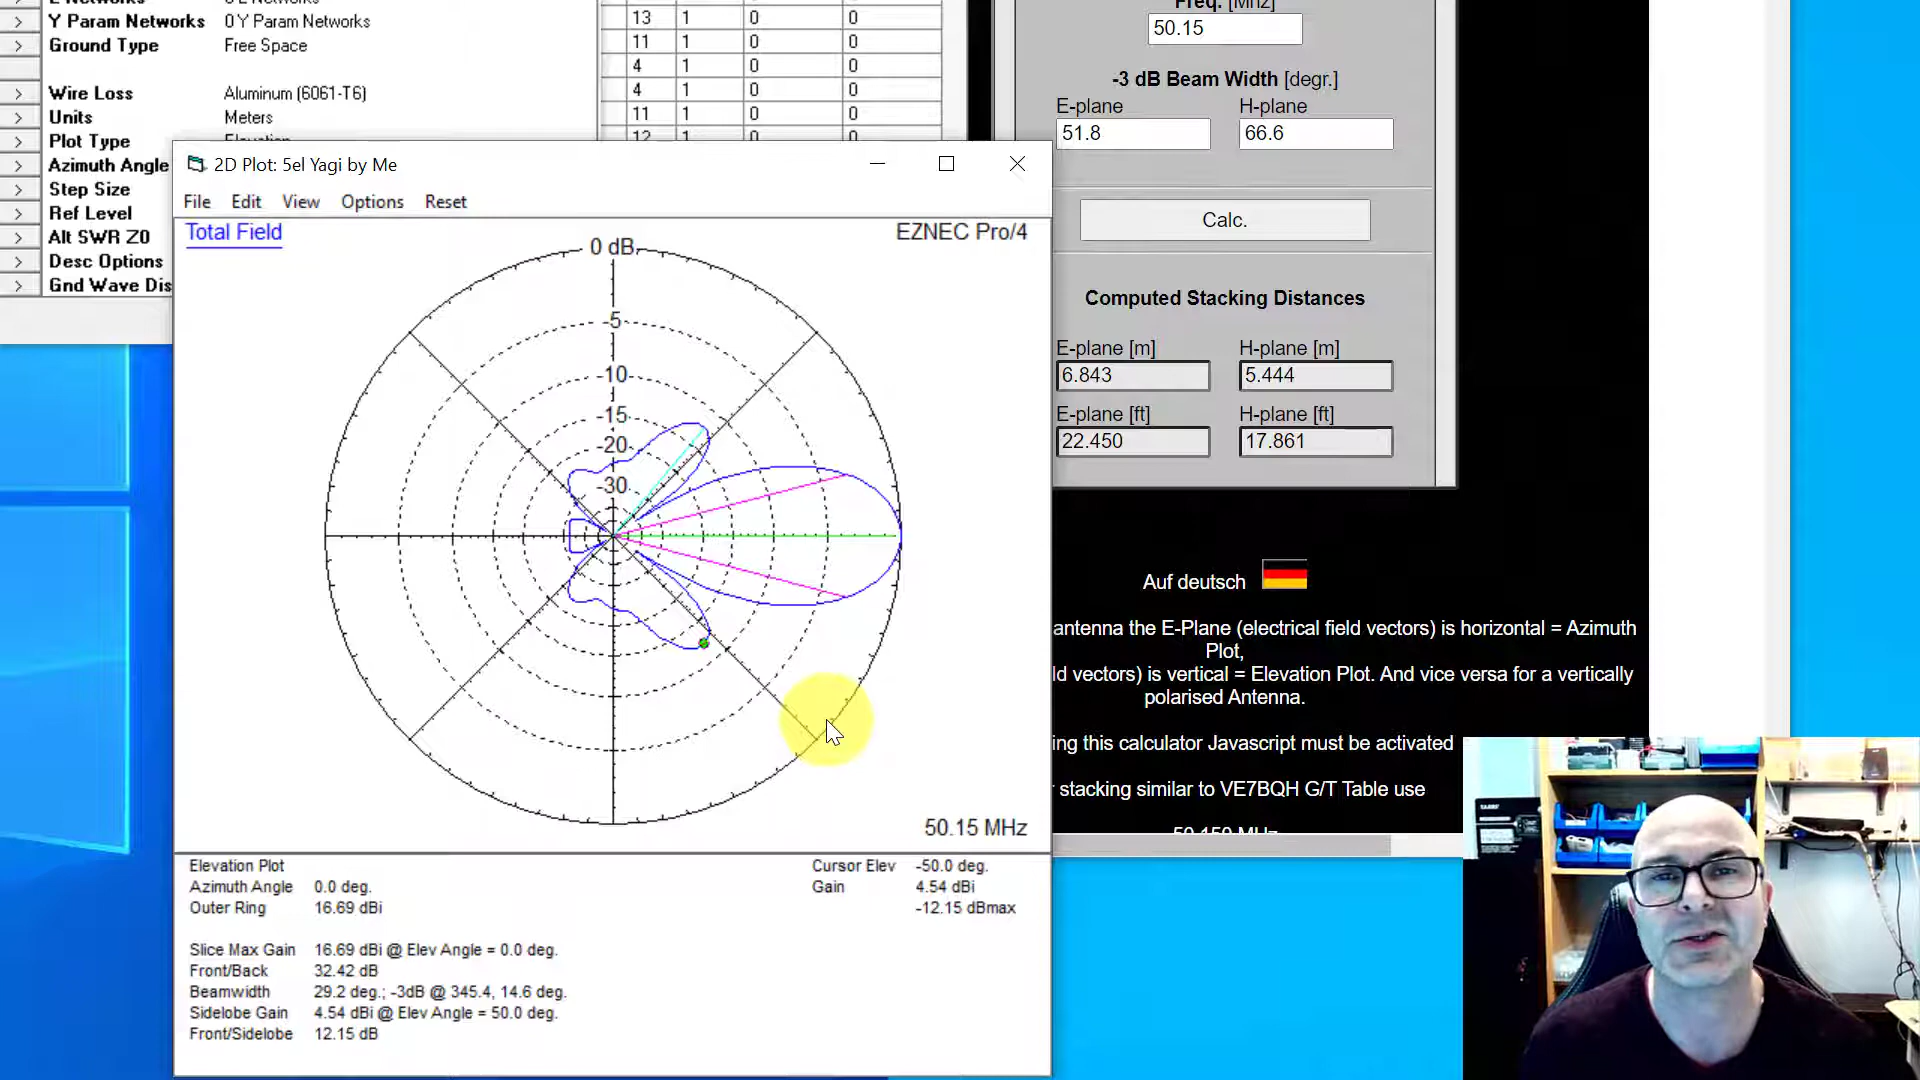 Y Param Networks 0 Y Param Networks
Ground Type Free Space
Wire Loss Aluminum (6061-T6)
Units Meters
Plot Type Elevation
Azimuth Angle
Step Size
Ref Level
Alt SWR Z0
Desc Options
Gnd Wave Dis
13 1 0 0
11 1 0 0
4 1 0 0
4 1 0 0
11 1 0 0
12 1 0 0
Freq. [MHz]
50.15
-3 dB Beam Width [degr.]
E-plane H-plane
51.8 66.6
Calc.
Computed Stacking Distances
E-plane [m] H-plane [m]
6.843 5.444
E-plane [ft] H-plane [ft]
22.450 17.861
Auf deutsch
antenna the E-Plane (electrical field vectors) is horizontal = Azimuth
Plot,
ld vectors) is vertical = Elevation Plot. And vice versa for a vertically
polarised Antenna.
ing this calculator Javascript must be activated
r stacking similar to VE7BQH G/T Table use
50.150 MHz
2D Plot: 5el Yagi by Me
File Edit View Options Reset
Total Field EZNEC Pro/4
0 dB
-5
-10
-15
-20
-30
50.15 MHz
Elevation Plot
Azimuth Angle 0.0 deg.
Outer Ring 16.69 dBi
Cursor Elev -50.0 deg.
Gain 4.54 dBi
-12.15 dBmax
Slice Max Gain 16.69 dBi @ Elev Angle = 0.0 deg.
Front/Back 32.42 dB
Beamwidth 29.2 deg.; -3dB @ 345.4, 14.6 deg.
Sidelobe Gain 4.54 dBi @ Elev Angle = 50.0 deg.
Front/Sidelobe 12.15 dB